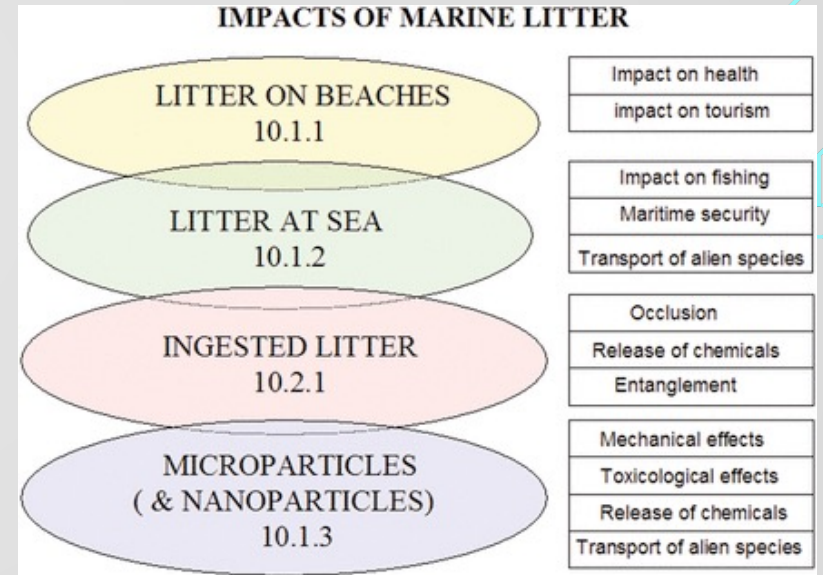 IMPACTS OF MARINE LITTER
LITTER ON BEACHES
10.1.1
Impact on health
impact on tourism
LITTER AT SEA
10.1.2
Impact on fishing
Maritime security
Transport of alien species
INGESTED LITTER
10.2.1
Occlusion
Release of chemicals
Entanglement
MICROPARTICLES
( & NANOPARTICLES)
10.1.3
Mechanical effects
Toxicological effects
Release of chemicals
Transport of alien species